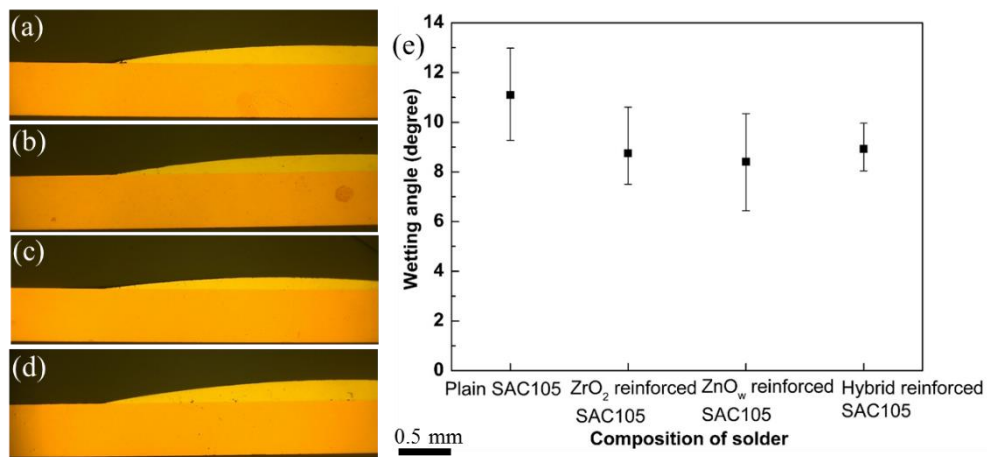 (a)
(b)
(c)
(d)
(e)
Wetting angle (degree)
14
12
10
8
6
4
2
0
Plain SAC105 ZrO₂ reinforced ZnO_w reinforced Hybrid reinforced
SAC105 SAC105 SAC105
Composition of solder
0.5 mm